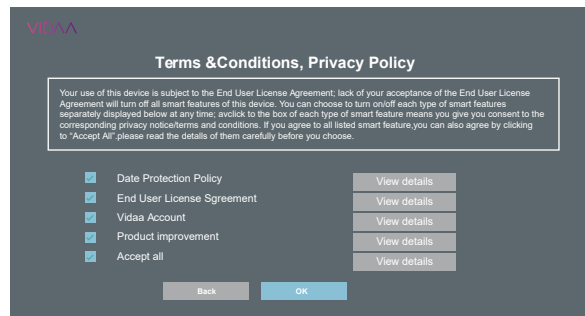 VIDAA
Terms &Conditions, Privacy Policy
Your use of this device is subject to the End User License Agreement; lack of your acceptance of the End User License
Agreement will turn off all smart features of this device. You can choose to turn on/off each type of smart features
separately displayed below at any time; avclick to the box of each type of smart feature means you give you consent to the
corresponding privacy notice/terms and conditions. If you agree to all listed smart feature,you can also agree by clicking
to “Accept All”.please read the detalls of them carefully before you choose.
Date Protection Policy View details
End User License Sgreement View details
Vidaa Account View details
Product improvement View details
Accept all View details
Back OK